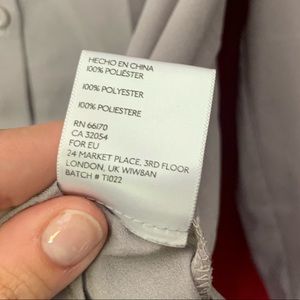 HECHO EN CHINA
100% POLIÉSTER
100% POLYESTER
100% POLIESTERE
RN 66170
CA 32054
FOR EU
24 MARKET PLACE, 3RD FLOOR
LONDON, UK W1W8AN
BATCH # T1022